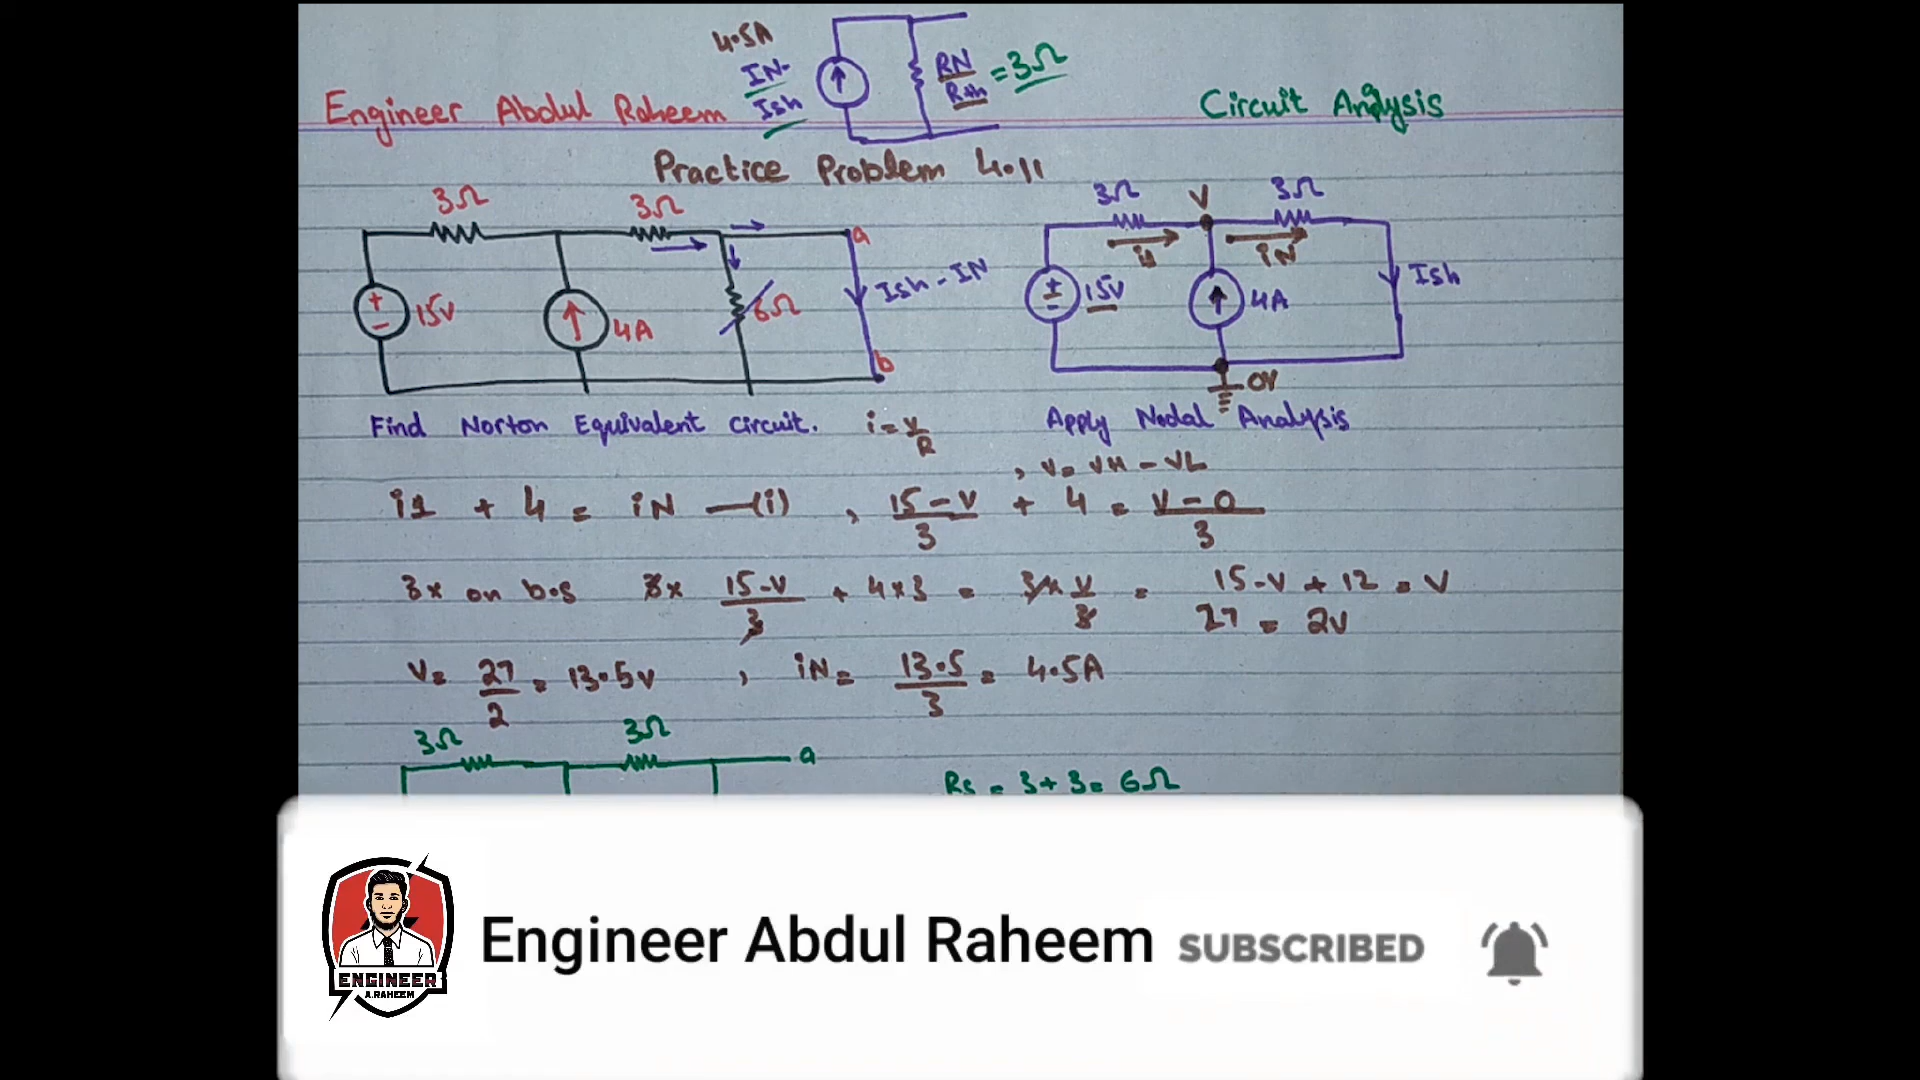 4.5A
IN-
Ish
RN
Rth
=3Ω
Engineer Abdul Raheem
Circuit Analysis
Practice Problem 4.11
3Ω
3Ω
a
15V
4A
6Ω
Ish-IN
b
3Ω
V
3Ω
i1
iN
15V
4A
Ish
0V
Find Norton Equivalent Circuit.
i=V/R
Apply Nodal Analysis
, V= VH - VL
i1 + 4 = iN —(i) , 15-V/3 + 4 = V-0/3
3x on b.s 3x 15-V/3 + 4x3 = 3x V/3 = 15-V + 12 = V
27 = 2V
V= 27/2 = 13.5V , iN= 13.5/3 = 4.5A
3Ω
3Ω
a
Rs = 3+3= 6Ω
ENGINEER
A.RAHEEM
Engineer Abdul Raheem SUBSCRIBED